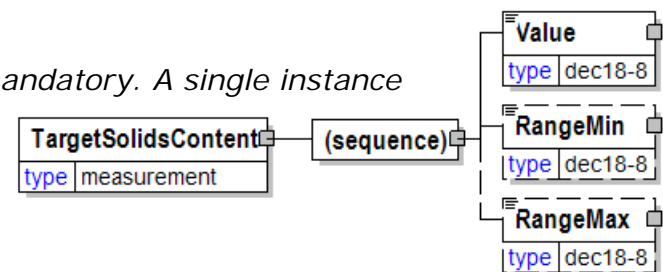 Value
type dec18-8
andatory. A single instance
RangeMin
type dec18-8
TargetSolidsContent
type measurement
(sequence)
RangeMax
type dec18-8